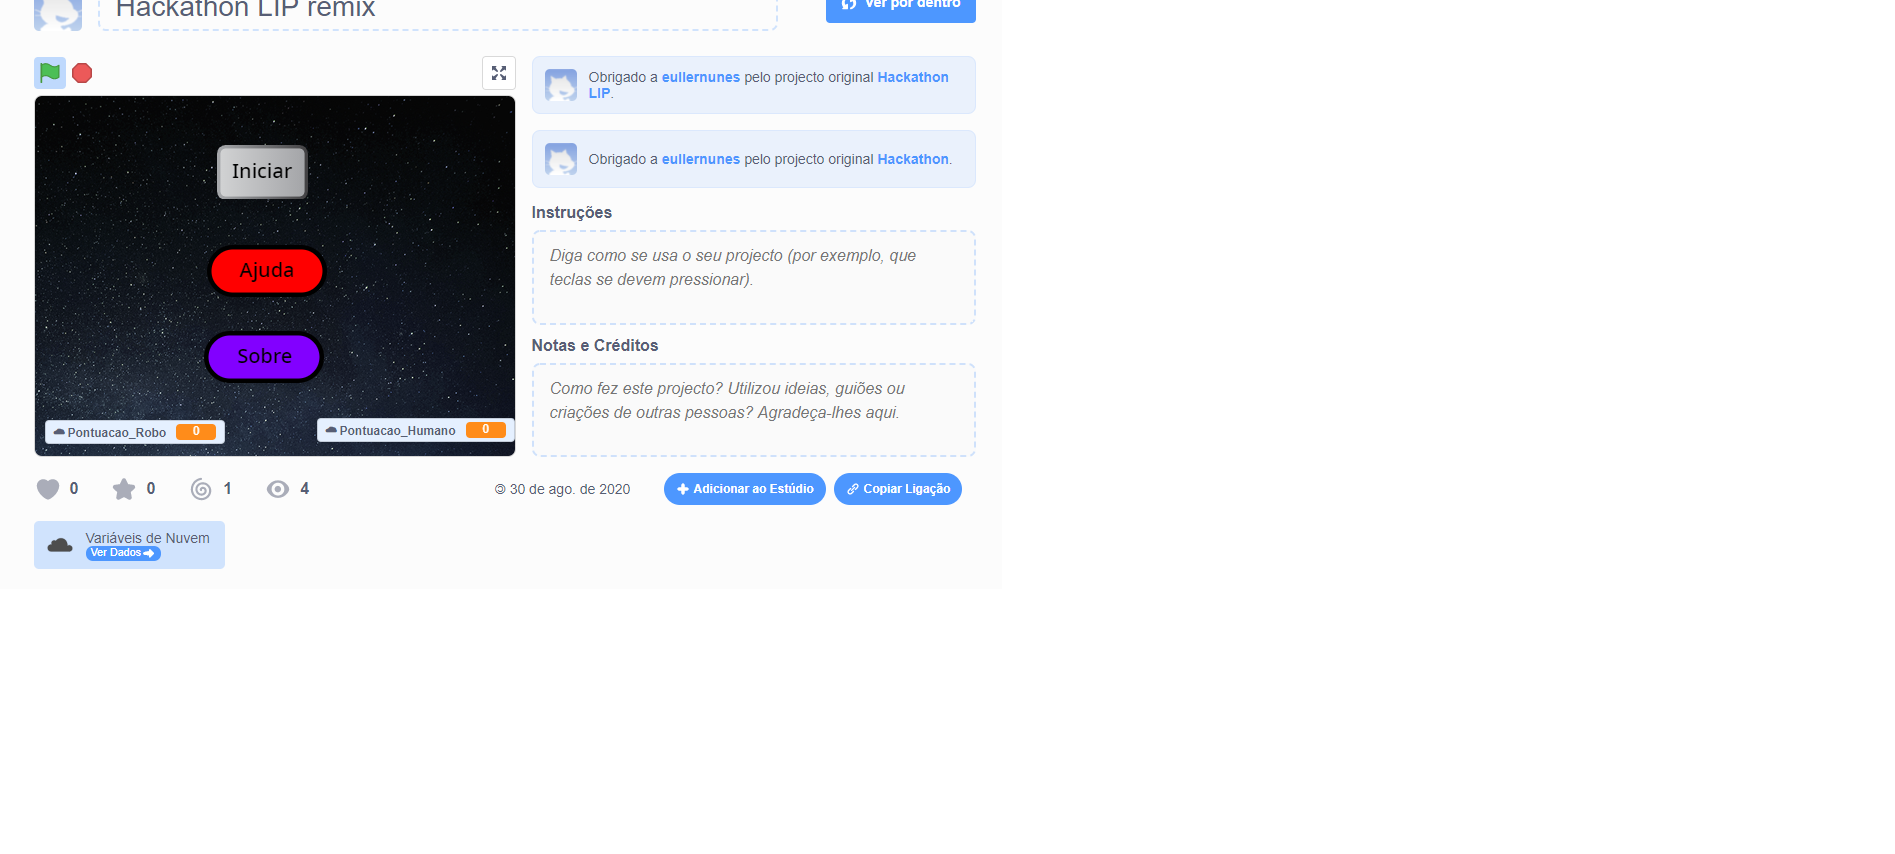 Hackathon LIP remix
Ver por dentro
Obrigado a eullernunes pelo projecto original Hackathon
LIP.
Obrigado a eullernunes pelo projecto original Hackathon.
Iniciar
Ajuda
Sobre
Pontuacao_Robo 0
Pontuacao_Humano 0
Instruções
Diga como se usa o seu projecto (por exemplo, que
teclas se devem pressionar).
Notas e Créditos
Como fez este projecto? Utilizou ideias, guiões ou
criações de outras pessoas? Agradeça-lhes aqui.
0 0 1 4
30 de ago. de 2020
Adicionar ao Estúdio
Copiar Ligação
Variáveis de Nuvem
Ver Dados